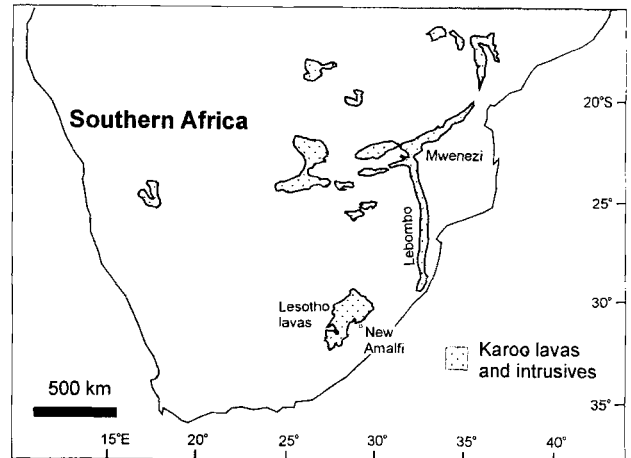 Southern Africa
20°S
Mwenezi
25°
Lebombo
Lesotho
lavas
30°
New
Amalfi
Karoo lavas
and intrusives
500 km
35°
15°E
20°
25°
30°
35°
40°